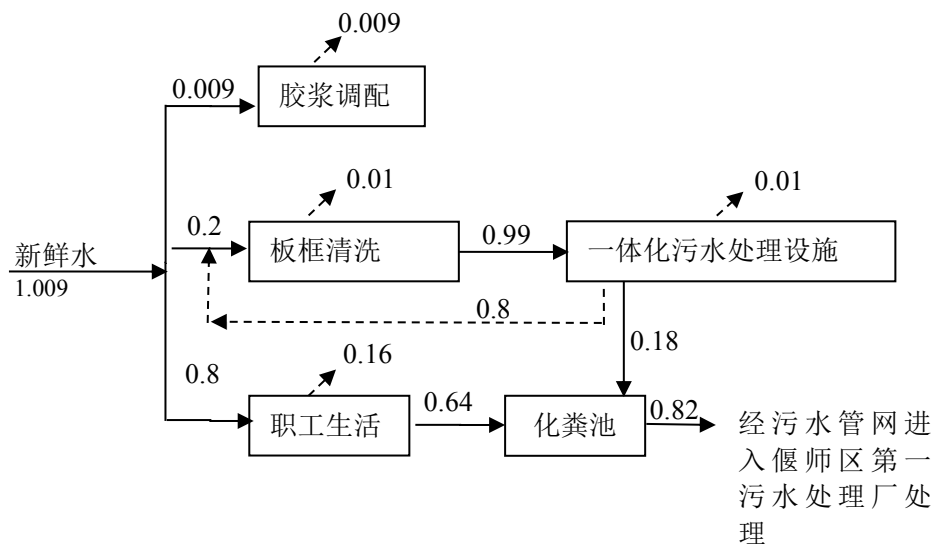 0.009
0.009
胶浆调配
0.01
0.01
0.2
板框清洗
0.99
一体化污水处理设施
新鲜水
1.009
0.8
0.18
0.16
0.8
职工生活
0.64
化粪池
0.82
经污水管网进
入偃师区第一
污水处理厂处
理